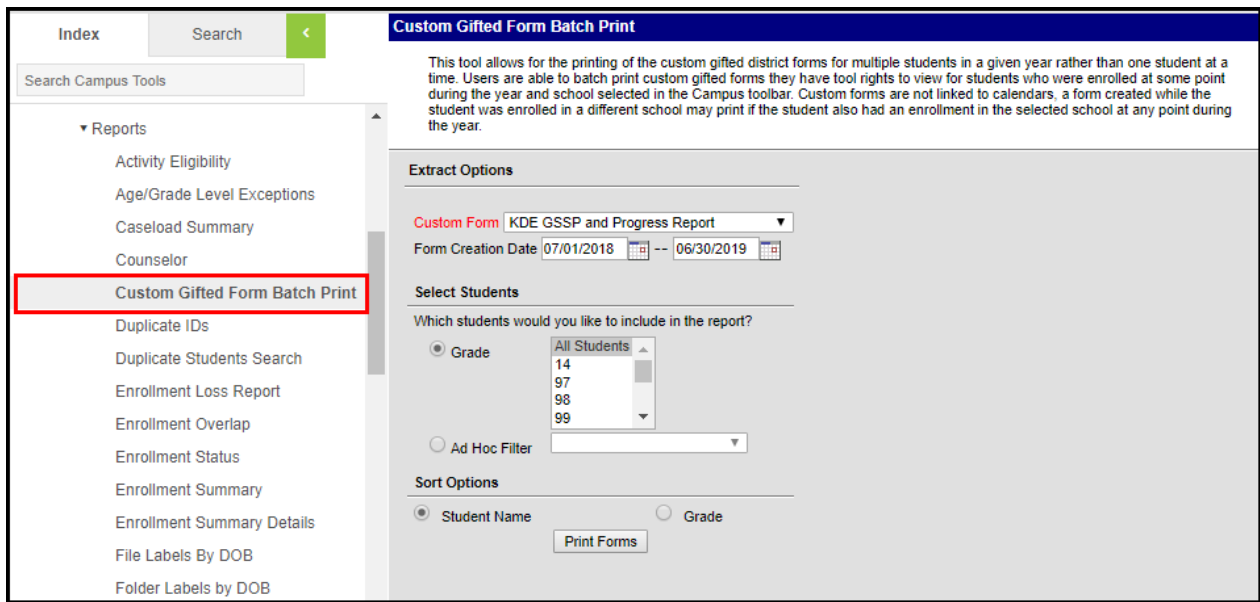 Index
Search
<
Search Campus Tools
▾ Reports
Activity Eligibility
Age/Grade Level Exceptions
Caseload Summary
Counselor
Custom Gifted Form Batch Print
Duplicate IDs
Duplicate Students Search
Enrollment Loss Report
Enrollment Overlap
Enrollment Status
Enrollment Summary
Enrollment Summary Details
File Labels By DOB
Folder Labels by DOB
Custom Gifted Form Batch Print
This tool allows for the printing of the custom gifted district forms for multiple students in a given year rather than one student at a
time. Users are able to batch print custom gifted forms they have tool rights to view for students who were enrolled at some point
during the year and school selected in the Campus toolbar. Custom forms are not linked to calendars, a form created while the
student was enrolled in a different school may print if the student also had an enrollment in the selected school at any point during
the year.
Extract Options
Custom Form KDE GSSP and Progress Report
Form Creation Date 07/01/2018 -- 06/30/2019
Select Students
Which students would you like to include in the report?
Grade
All Students
14
97
98
99
Ad Hoc Filter
Sort Options
Student Name Grade
Print Forms